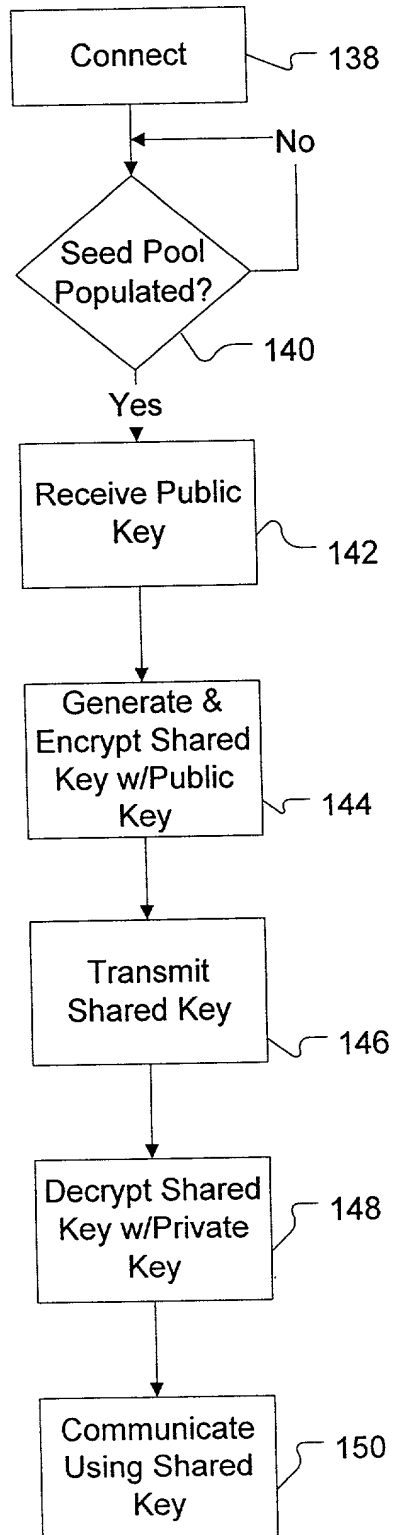 Connect
138
No
Seed Pool
Populated?
140
Yes
Receive Public
Key
142
Generate &
Encrypt Shared
Key w/Public
Key
144
Transmit
Shared Key
146
Decrypt Shared
Key w/Private
Key
148
Communicate
Using Shared
Key
150